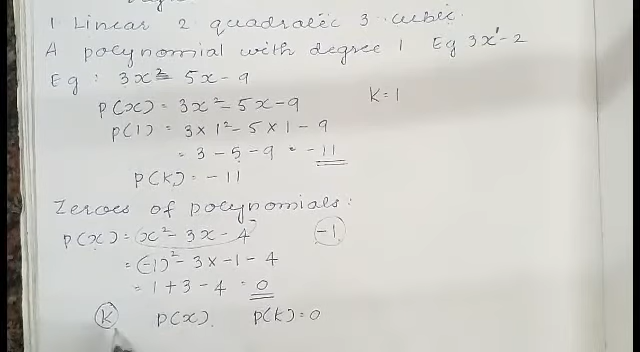 1 Linear 2 quadratic 3 cubic.
A polynomial with degree 1 Eg 3x¹-2
Eg : 3x² - 5x - 9
P(x) = 3x² - 5x - 9 K = 1
P(1) = 3 x 1² - 5 x 1 - 9
= 3 - 5 - 9 = -11
P(K) = -11
Zeroes of polynomials :
P(x) = x² - 3x - 4 -1
= (-1)² - 3 x -1 - 4
= 1 + 3 - 4 = 0
K P(x). P(K) = 0